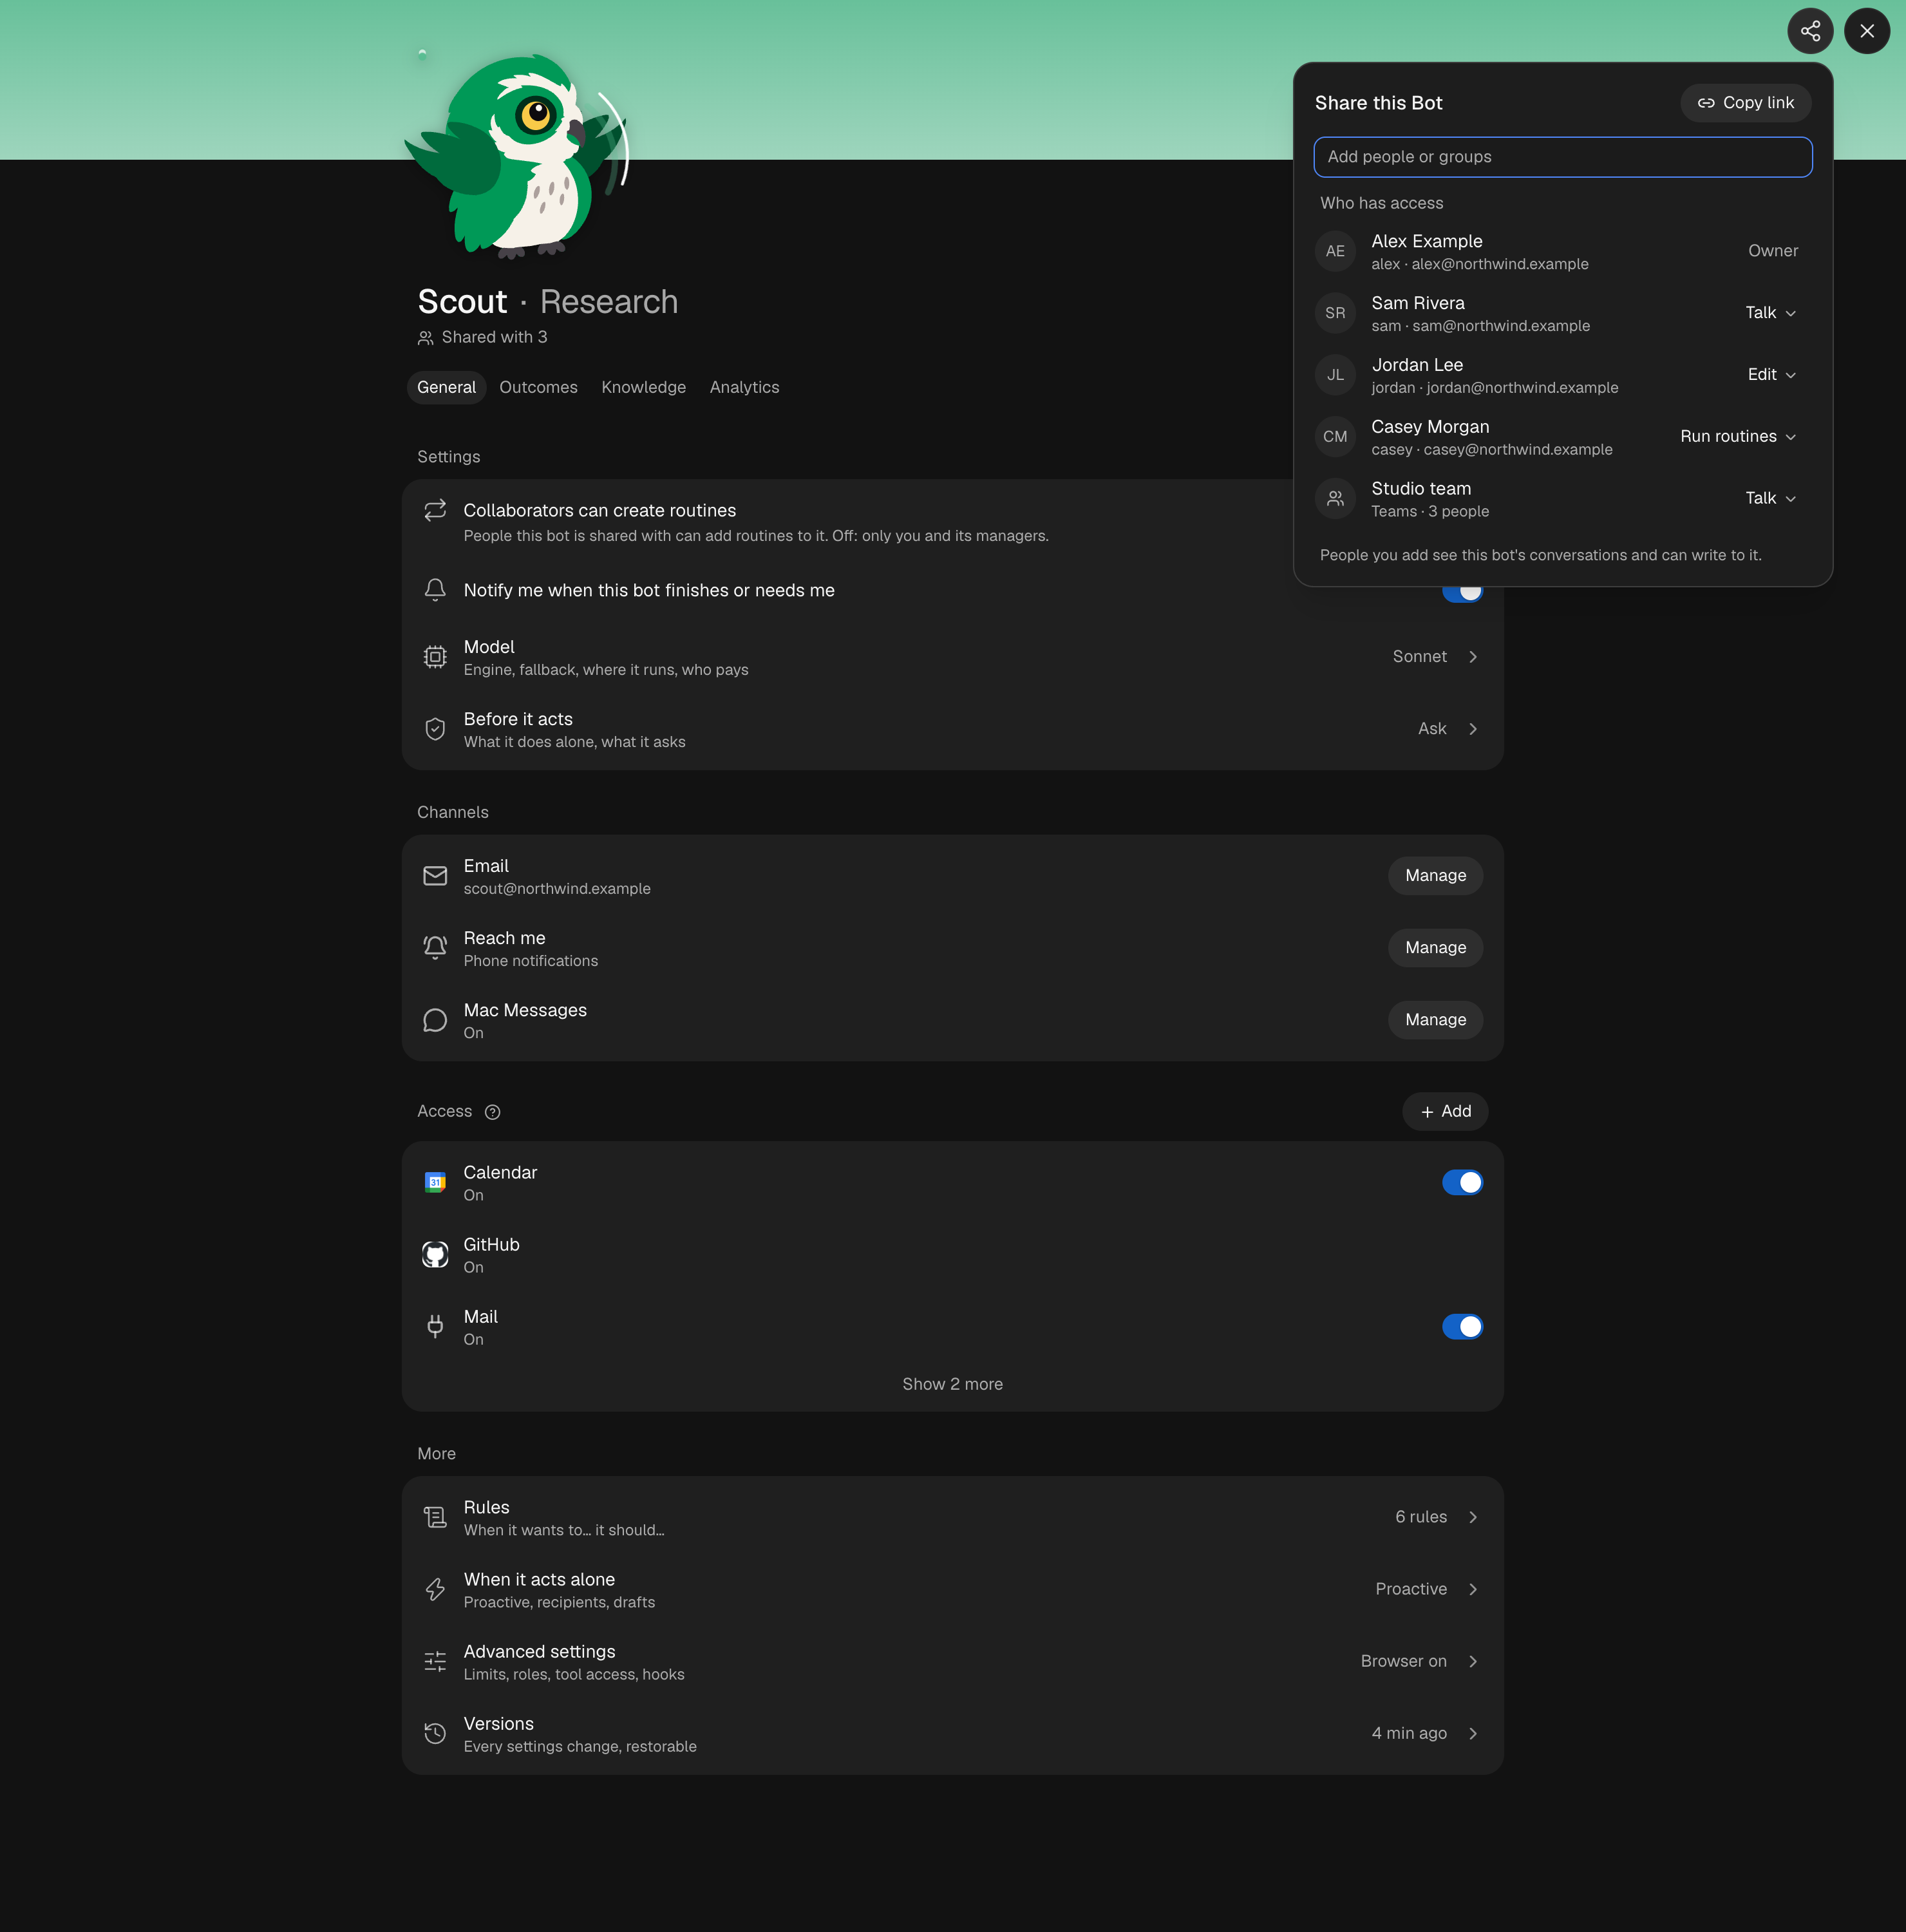 Share this Bot
Copy link
Add people or groups
Who has access
AE
Alex Example
alex · alex@northwind.example
Owner
SR
Sam Rivera
sam · sam@northwind.example
Talk
JL
Jordan Lee
jordan · jordan@northwind.example
Edit
CM
Casey Morgan
casey · casey@northwind.example
Run routines
Studio team
Teams · 3 people
Talk
People you add see this bot's conversations and can write to it.
Scout · Research
Shared with 3
General
Outcomes
Knowledge
Analytics
Settings
Collaborators can create routines
People this bot is shared with can add routines to it. Off: only you and its managers.
Notify me when this bot finishes or needs me
Model
Engine, fallback, where it runs, who pays
Sonnet
Before it acts
What it does alone, what it asks
Ask
Channels
Email
scout@northwind.example
Manage
Reach me
Phone notifications
Manage
Mac Messages
On
Manage
Access
Add
31
Calendar
On
GitHub
On
Mail
On
Show 2 more
More
Rules
When it wants to... it should...
6 rules
When it acts alone
Proactive, recipients, drafts
Proactive
Advanced settings
Limits, roles, tool access, hooks
Browser on
Versions
Every settings change, restorable
4 min ago